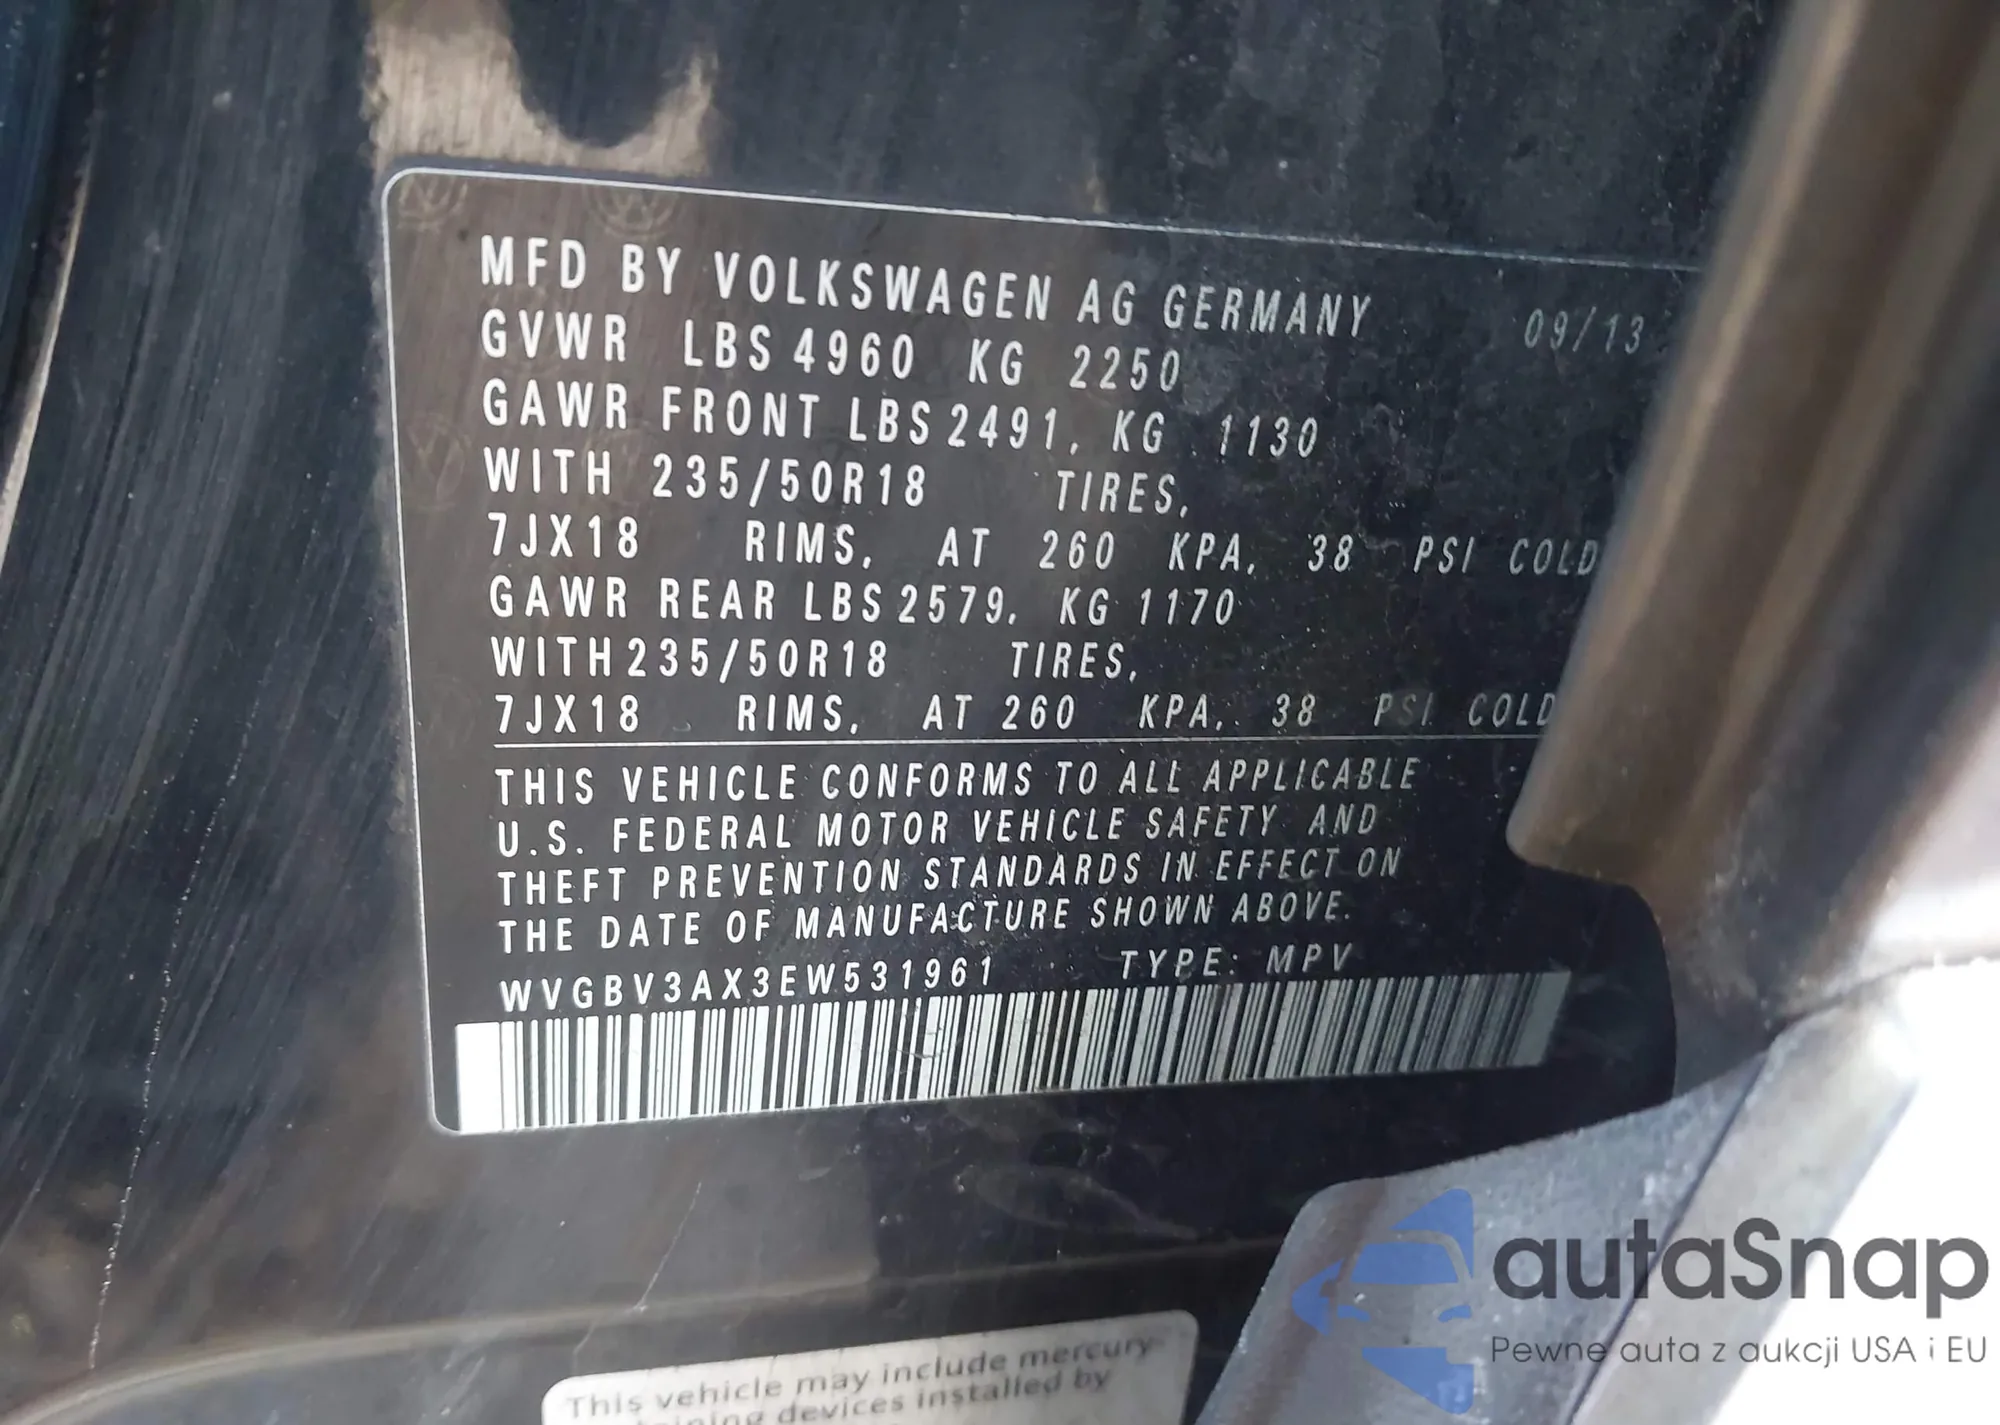 MFD BY VOLKSWAGEN AG GERMANY 09/13
GVWR LBS 4960 KG 2250
GAWR FRONT LBS 2491, KG 1130
WITH 235/50R18 TIRES,
7JX18 RIMS, AT 260 KPA, 38 PSI COLD
GAWR REAR LBS 2579, KG 1170
WITH 235/50R18 TIRES,
7JX18 RIMS, AT 260 KPA, 38 PSI COLD
THIS VEHICLE CONFORMS TO ALL APPLICABLE
U.S. FEDERAL MOTOR VEHICLE SAFETY AND
THEFT PREVENTION STANDARDS IN EFFECT ON
THE DATE OF MANUFACTURE SHOWN ABOVE.
WVGBV3AX3EW531961 TYPE: MPV
This vehicle may include mercury-
devices installed by
autaSnap
Pewne auta z aukcji USA i EU